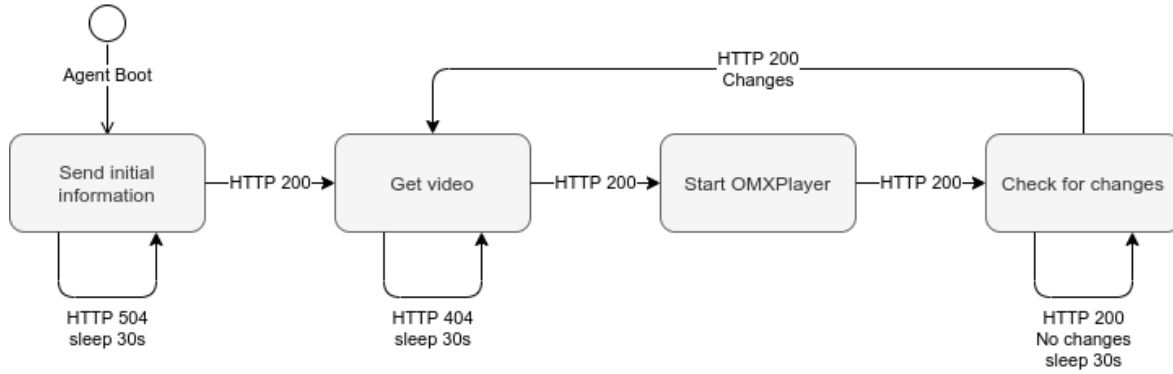 Agent Boot
HTTP 200
Changes
Send initial
information
HTTP 200
Get video
HTTP 200
Start OMXPlayer
HTTP 200
Check for changes
HTTP 504
sleep 30s
HTTP 404
sleep 30s
HTTP 200
No changes
sleep 30s